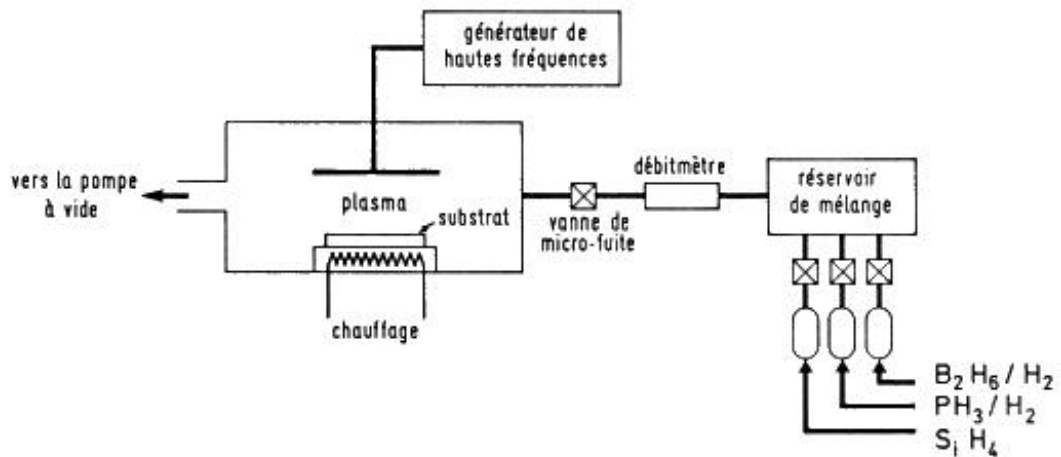 générateur de
hautes fréquences
vers la pompe
à vide
plasma
substrat
chauffage
vanne de
micro-fuite
débitmètre
réservoir
de mélange
B₂ H₆ / H₂
PH₃ / H₂
Sᵢ H₄